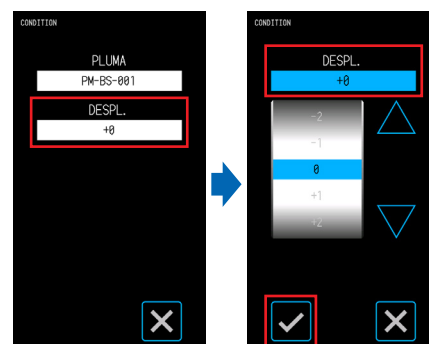 CONDITION
PLUMA
PM-BS-001
DESPL.
+0
CONDITION
DESPL.
+0
-2
-1
0
+1
+2